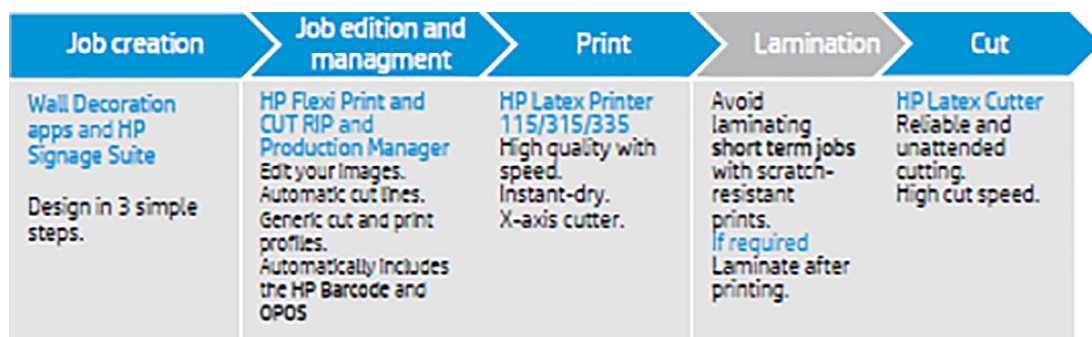 Job creation
Job edition and
managment
Print
Lamination
Cut
Wall Decoration
apps and HP
Signage Suite
Design in 3 simple
steps.
HP Flexi Print and
CUT RIP and
Production Manager
Edit your images.
Automatic cut lines.
Generic cut and print
profiles.
Automatically includes
the HP Barcode and
OPOS
HP Latex Printer
115/315/335
High quality with
speed.
Instant-dry.
X-axis cutter.
Avoid
laminating
short term jobs
with scratch-
resistant
prints.
If required
Laminate after
printing.
HP Latex Cutter
Reliable and
unattended
cutting.
High cut speed.